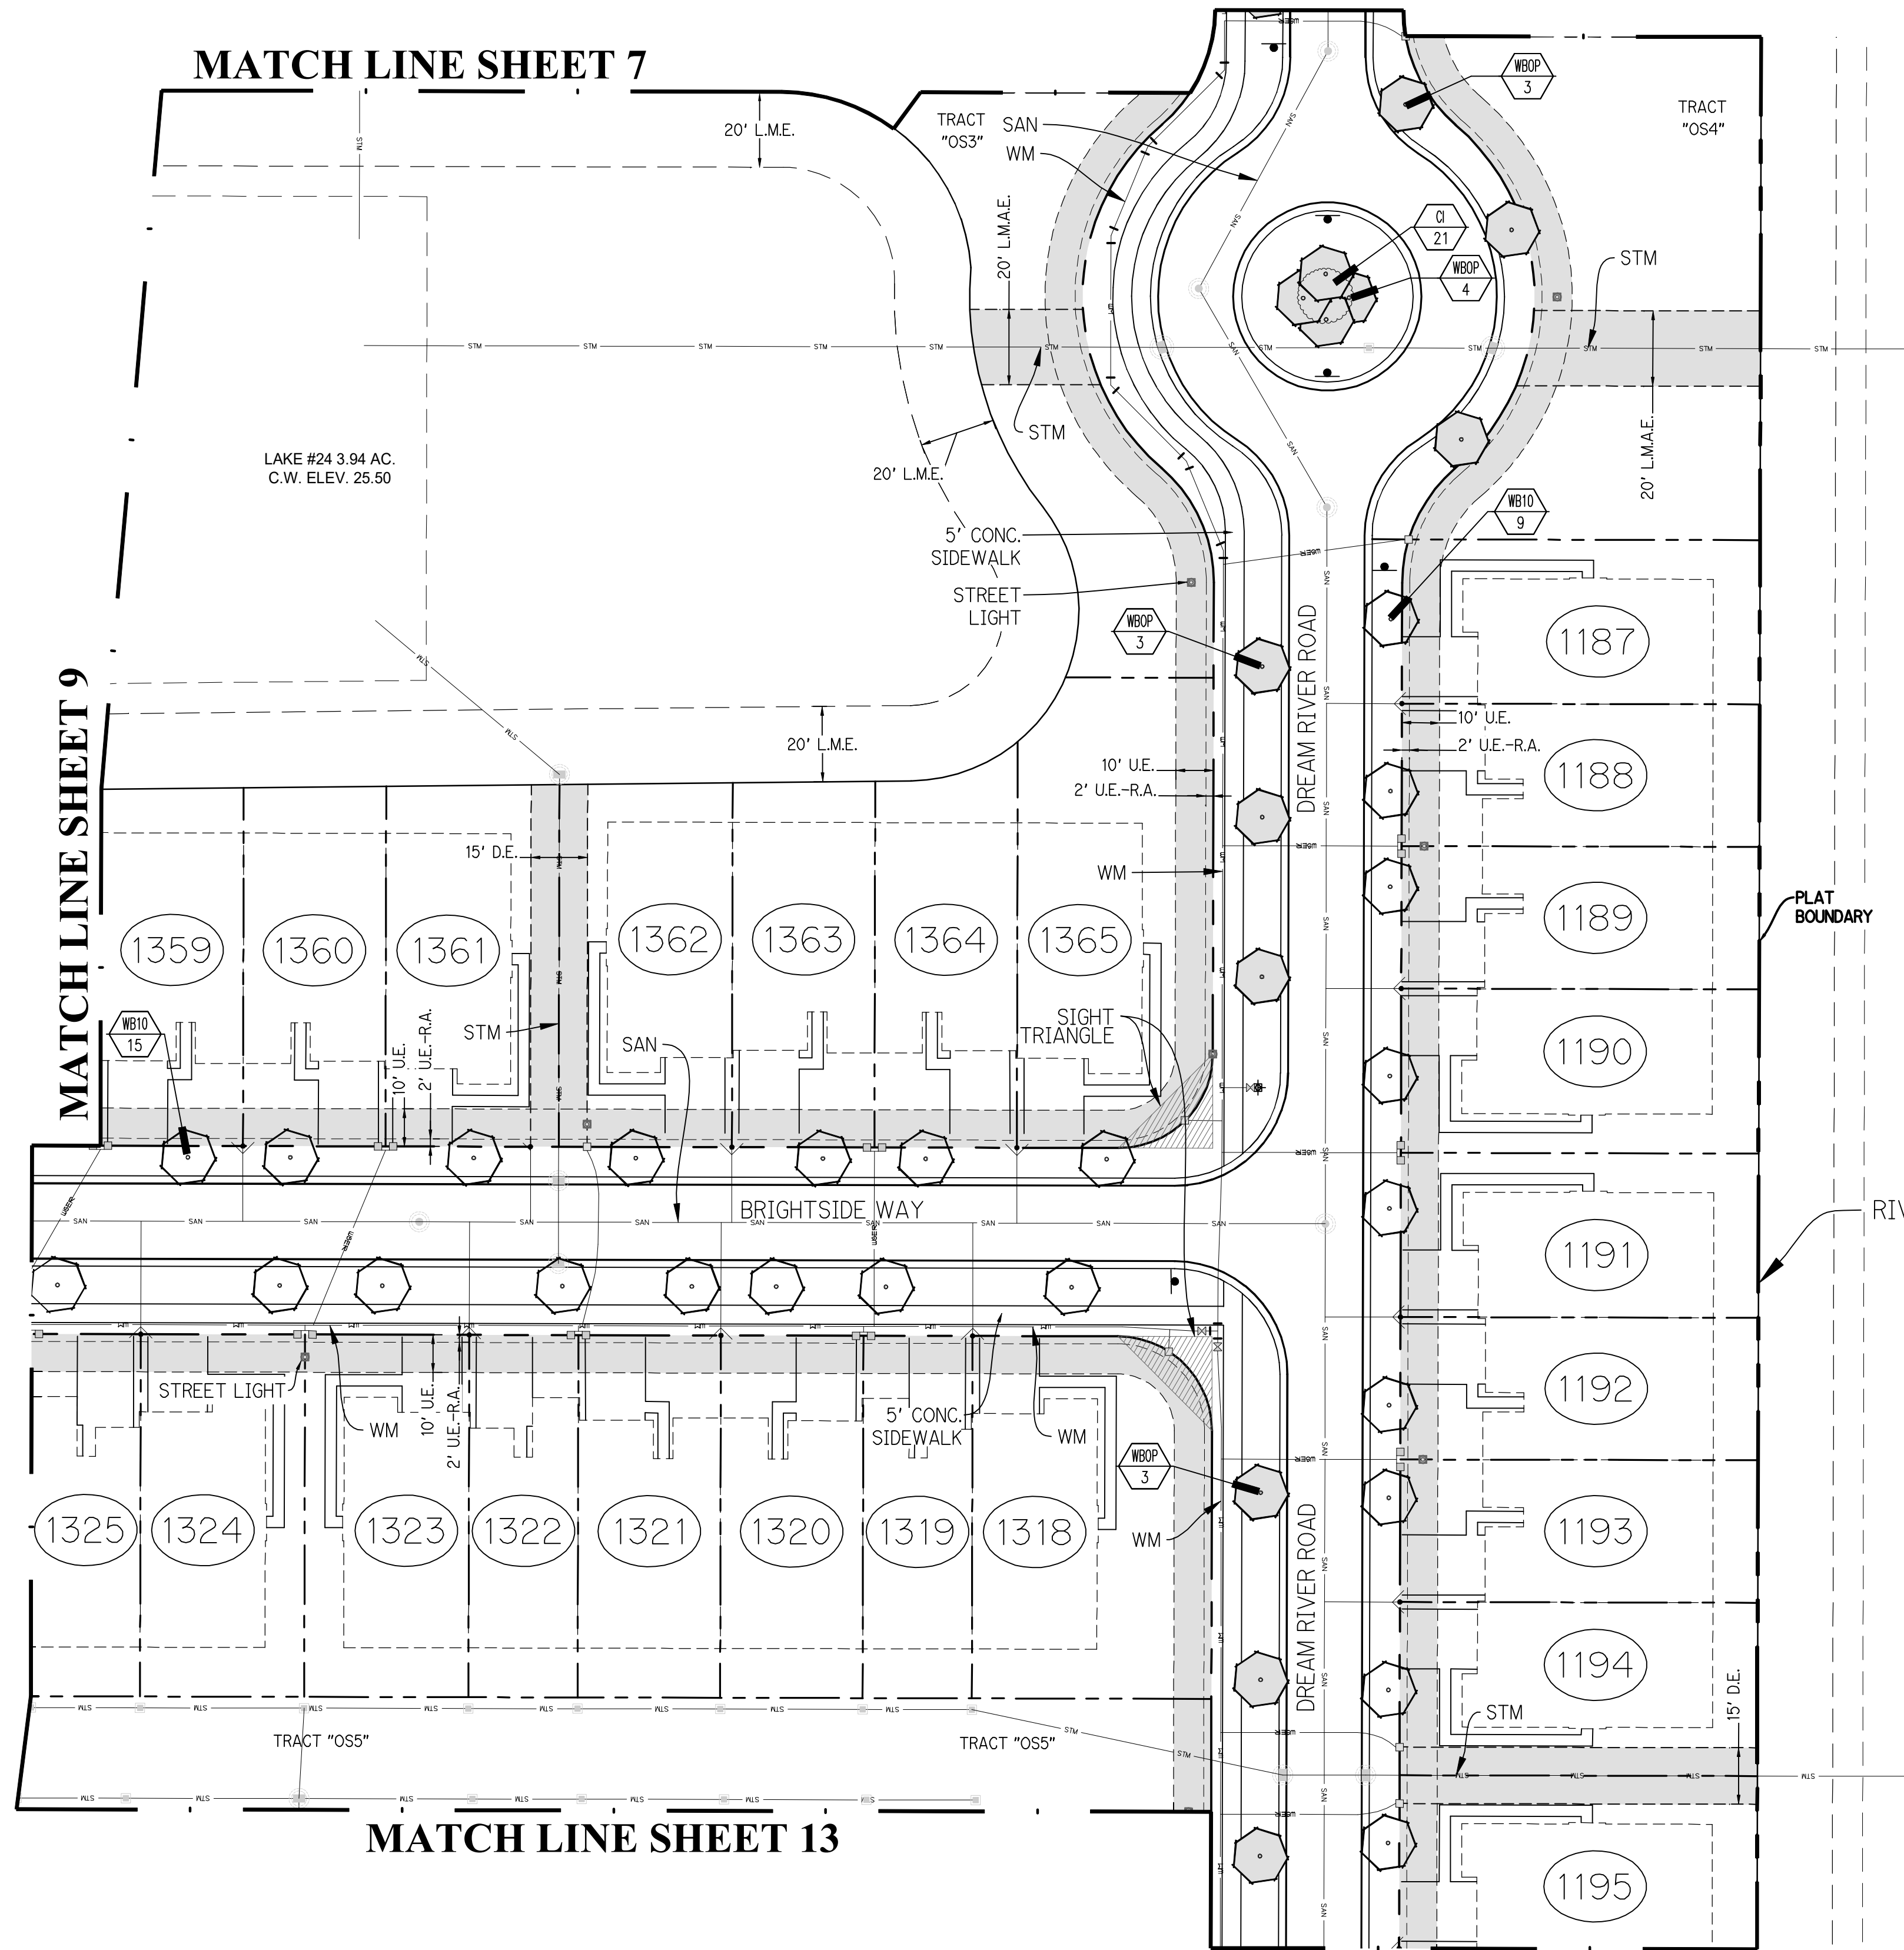 MATCH LINE SHEET 7
MATCH LINE SHEET 9
MATCH LINE SHEET 13
20' L.M.E.
TRACT
"OS3"
SAN
WM
WBOP
3
TRACT
"OS4"
CI
21
WBOP
4
STM
20' L.M.A.E.
20' L.M.A.E.
STM
LAKE #24 3.94 AC.
C.W. ELEV. 25.50
20' L.M.E.
5' CONC.
SIDEWALK
STREET
LIGHT
WB10
9
WBOP
3
DREAM RIVER ROAD
1187
10' U.E.
2' U.E.-R.A.
1188
20' L.M.E.
10' U.E.
2' U.E.-R.A.
WM
15' D.E.
1189
PLAT
BOUNDARY
1359
1360
1361
1362
1363
1364
1365
WB10
15
10' U.E.
2' U.E.-R.A.
STM
SAN
SIGHT
TRIANGLE
1190
BRIGHTSIDE WAY
RIV
1191
STREET LIGHT
WM
10' U.E.
2' U.E.-R.A.
5' CONC.
SIDEWALK
WM
1192
WBOP
3
WM
1325
1324
1323
1322
1321
1320
1319
1318
1193
DREAM RIVER ROAD
1194
15' D.E.
STM
TRACT "OS5"
TRACT "OS5"
1195